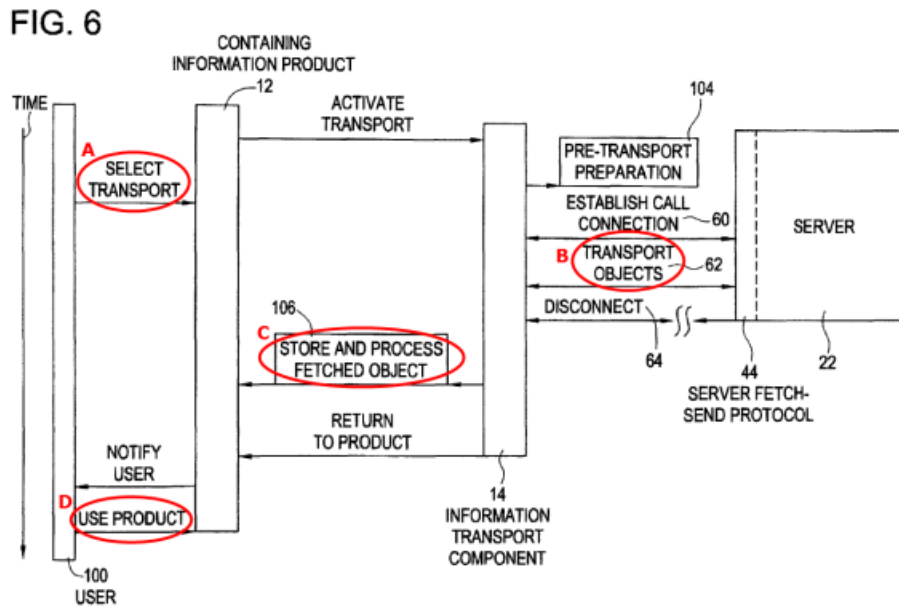 FIG. 6
CONTAINING
INFORMATION PRODUCT
12
TIME
ACTIVATE
TRANSPORT
104
A
SELECT
TRANSPORT
PRE-TRANSPORT
PREPARATION
ESTABLISH CALL
CONNECTION
60
SERVER
B
TRANSPORT
OBJECTS
62
DISCONNECT
106
C
STORE AND PROCESS
FETCHED OBJECT
64
44
22
SERVER FETCH-
SEND PROTOCOL
RETURN
TO PRODUCT
NOTIFY
USER
D
USE PRODUCT
14
INFORMATION
TRANSPORT
COMPONENT
100
USER